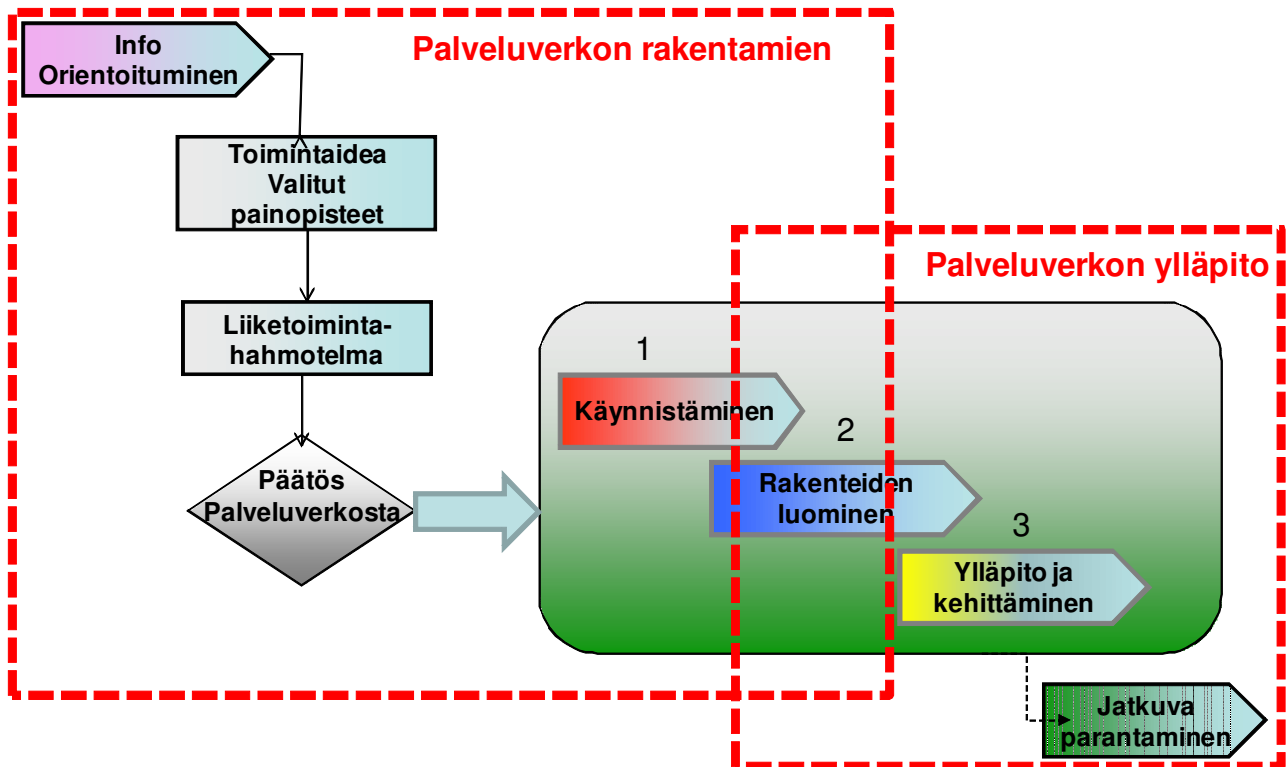 Info
Orientoituminen
Palveluverkon rakentamien
Toimintaidea
Valitut
painopisteet
Palveluverkon ylläpito
Liiketoiminta-
hahmotelma
1
Käynnistäminen
2
Päätös
Palveluverkosta
Rakenteiden
luominen
3
Ylläpito ja
kehittäminen
Jatkuva
parantaminen